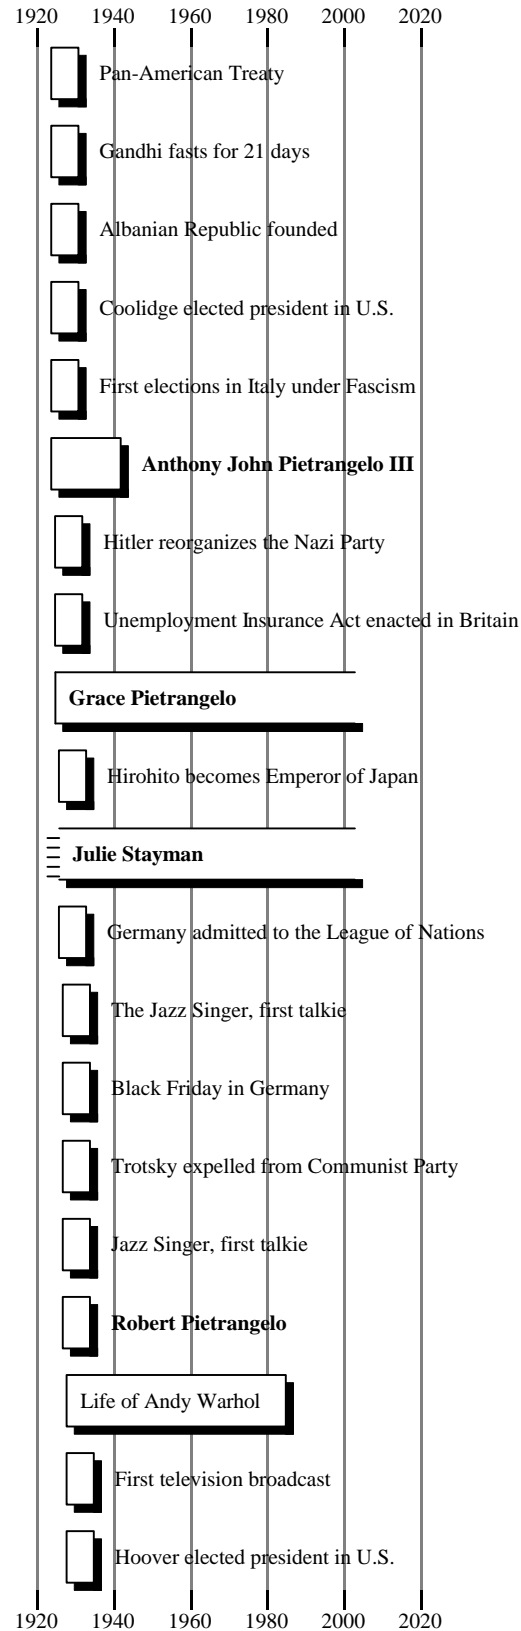 1920 1940 1960 1980 2000 2020
Pan-American Treaty
Gandhi fasts for 21 days
Albanian Republic founded
Coolidge elected president in U.S.
First elections in Italy under Fascism
Anthony John Pietrangelo III
Hitler reorganizes the Nazi Party
Unemployment Insurance Act enacted in Britain
Grace Pietrangelo
Hirohito becomes Emperor of Japan
Julie Stayman
Germany admitted to the League of Nations
The Jazz Singer, first talkie
Black Friday in Germany
Trotsky expelled from Communist Party
Jazz Singer, first talkie
Robert Pietrangelo
Life of Andy Warhol
First television broadcast
Hoover elected president in U.S.
1920 1940 1960 1980 2000 2020